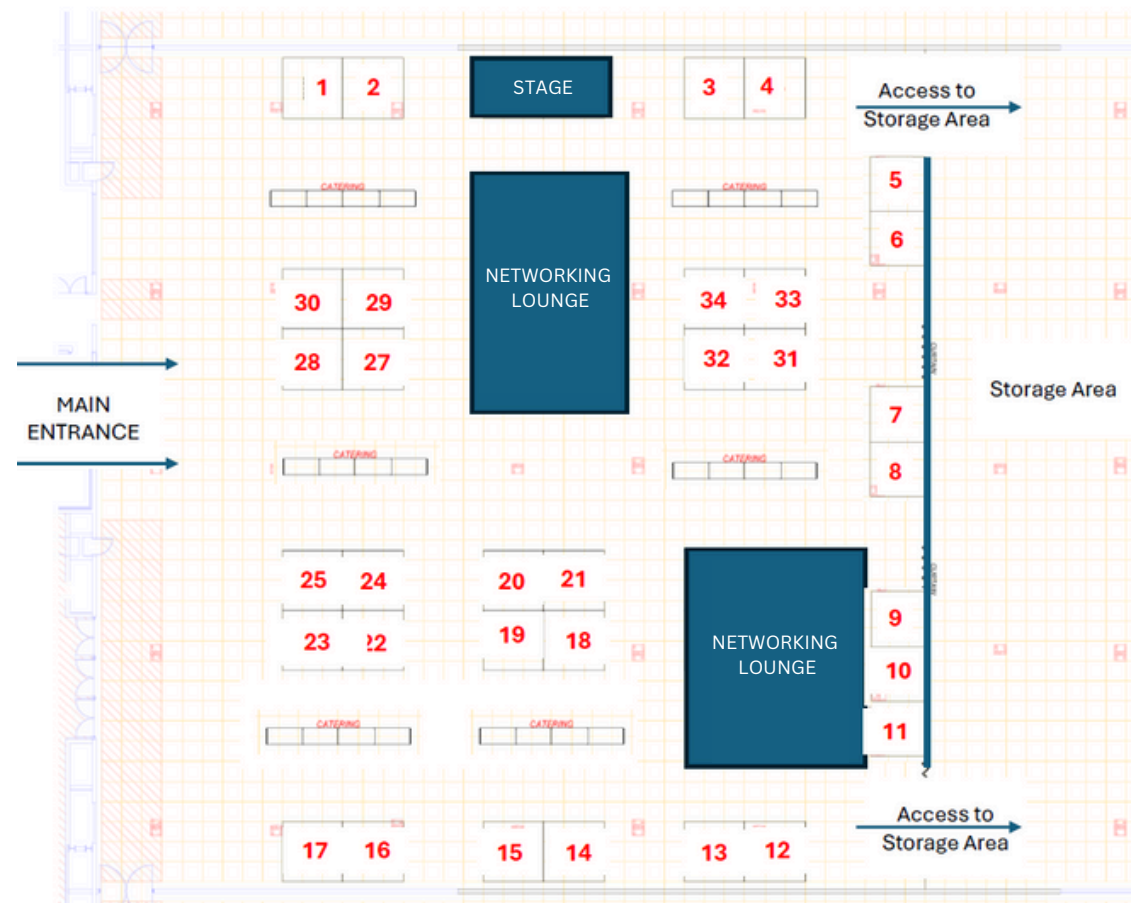 1 2
STAGE
3 4
Access to
Storage Area
CATERING
CATERING
5
6
NETWORKING
LOUNGE
30 29
28 27
34 33
32 31
MAIN
ENTRANCE
CURTAIN
Storage Area
7
8
CATERING
CATERING
25 24
23 22
20 21
19 18
CURTAIN
NETWORKING
LOUNGE
9
10
11
CATERING
CATERING
Access to
Storage Area
17 16
15 14
13 12